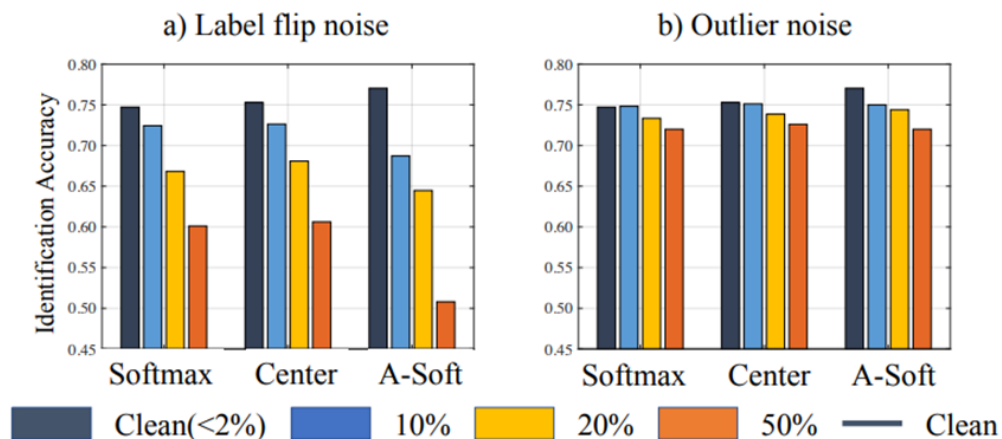 a) Label flip noise
b) Outlier noise
Identification Accuracy
0.80
0.75
0.70
0.65
0.60
0.55
0.50
0.45
Softmax Center A-Soft
0.80
0.75
0.70
0.65
0.60
0.55
0.50
0.45
Softmax Center A-Soft
Clean(<2%) 10% 20% 50% Clean